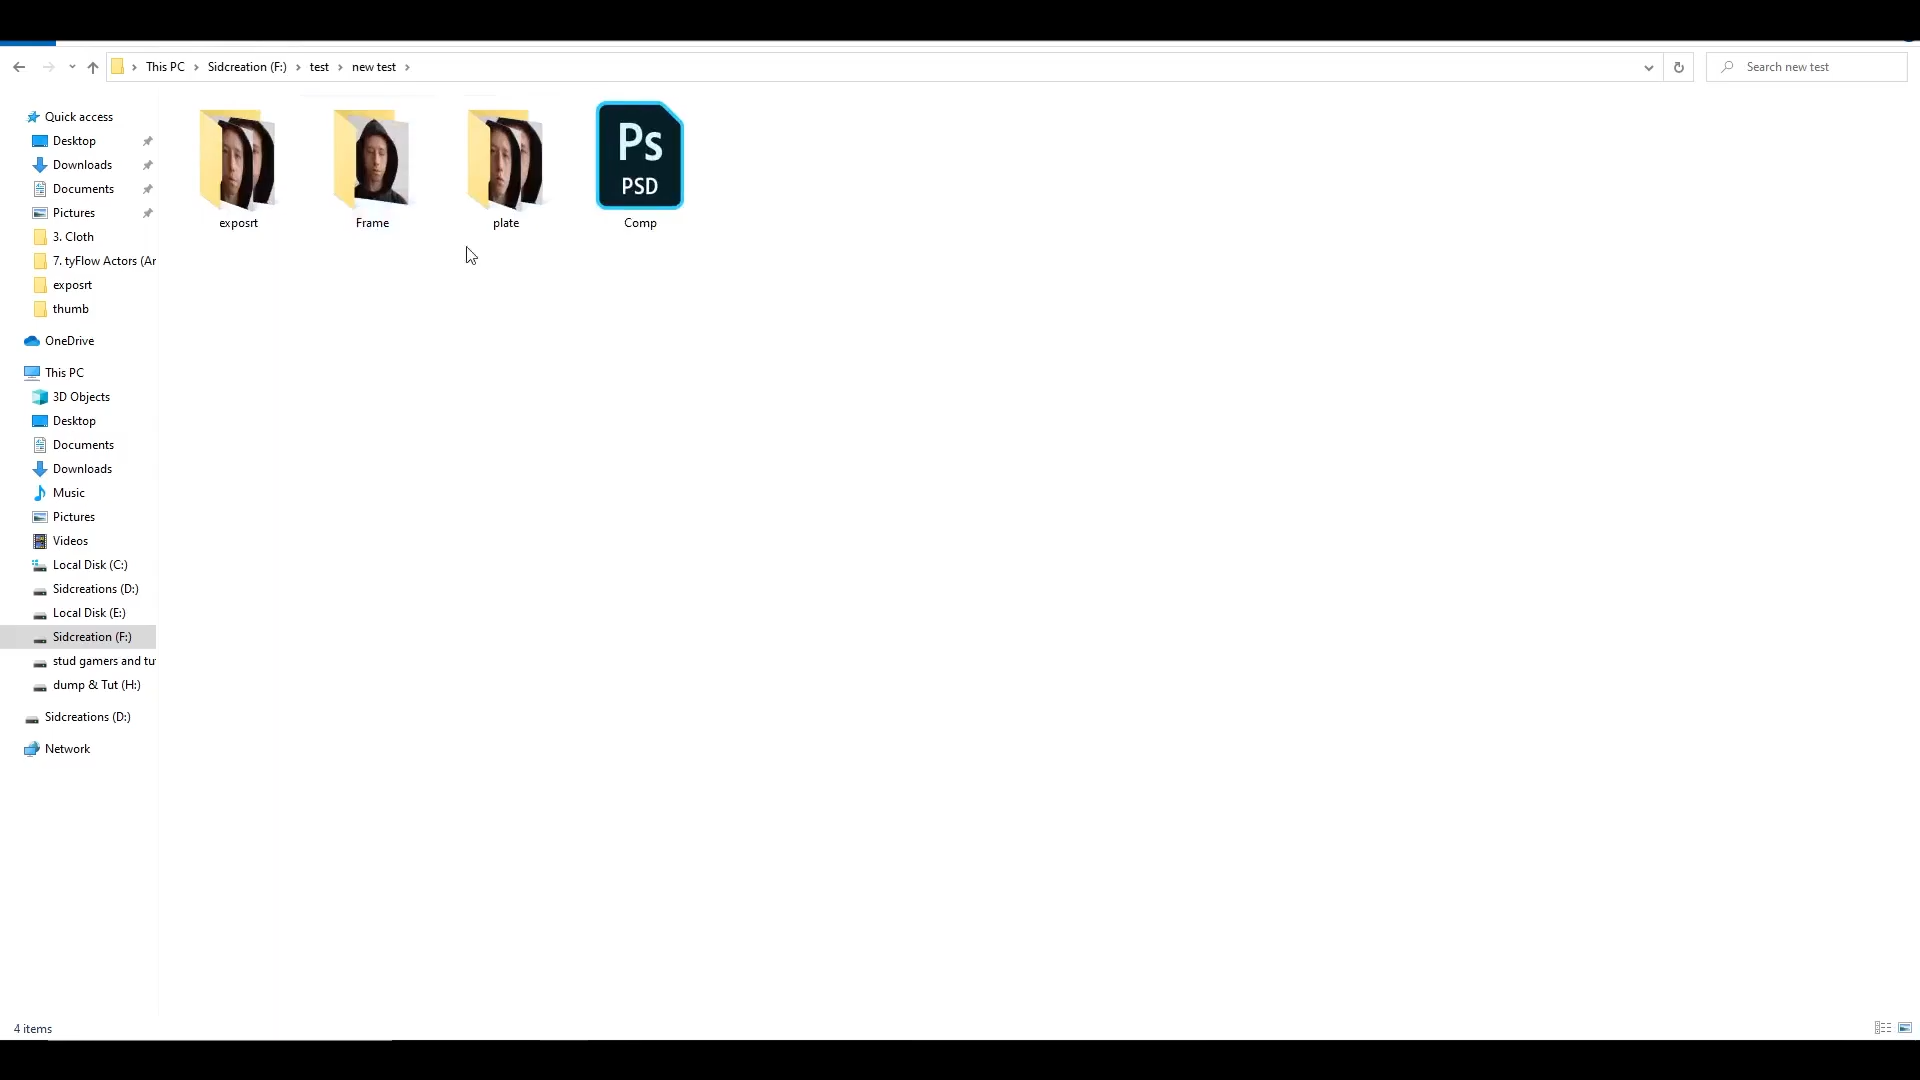 This PC
Sidcreation (F:)
test
new test
Search new test
Quick access
Desktop
Downloads
Documents
Pictures
3. Cloth
7. tyFlow Actors (Ar
exposrt
thumb
OneDrive
This PC
3D Objects
Desktop
Documents
Downloads
Music
Pictures
Videos
Local Disk (C:)
Sidcreations (D:)
Local Disk (E:)
Sidcreation (F:)
stud gamers and tut
dump & Tut (H:)
Sidcreations (D:)
Network
Ps
PSD
exposrt
Frame
plate
Comp
4 items